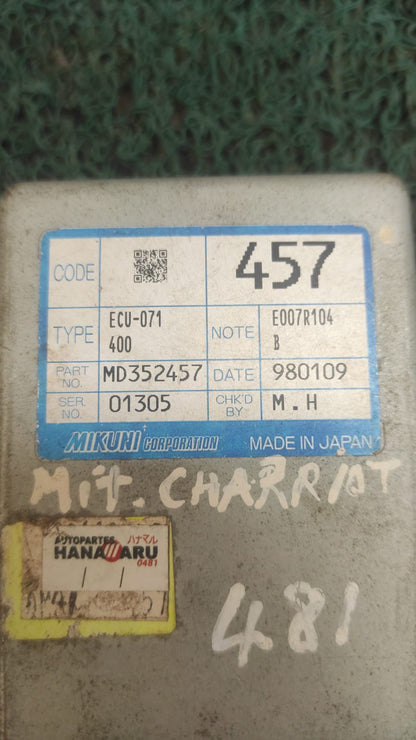 CODE 457
TYPE ECU-071 400 NOTE E007R104 B
PART NO. MD352457 DATE 980109
SER. NO. 01305 CHK'D BY M.H
MIKUNI CORPORATION MADE IN JAPAN
Mit. CHARRIOT
AUTOPARTES ハナマル
HANAMARU
0481
/ /
481